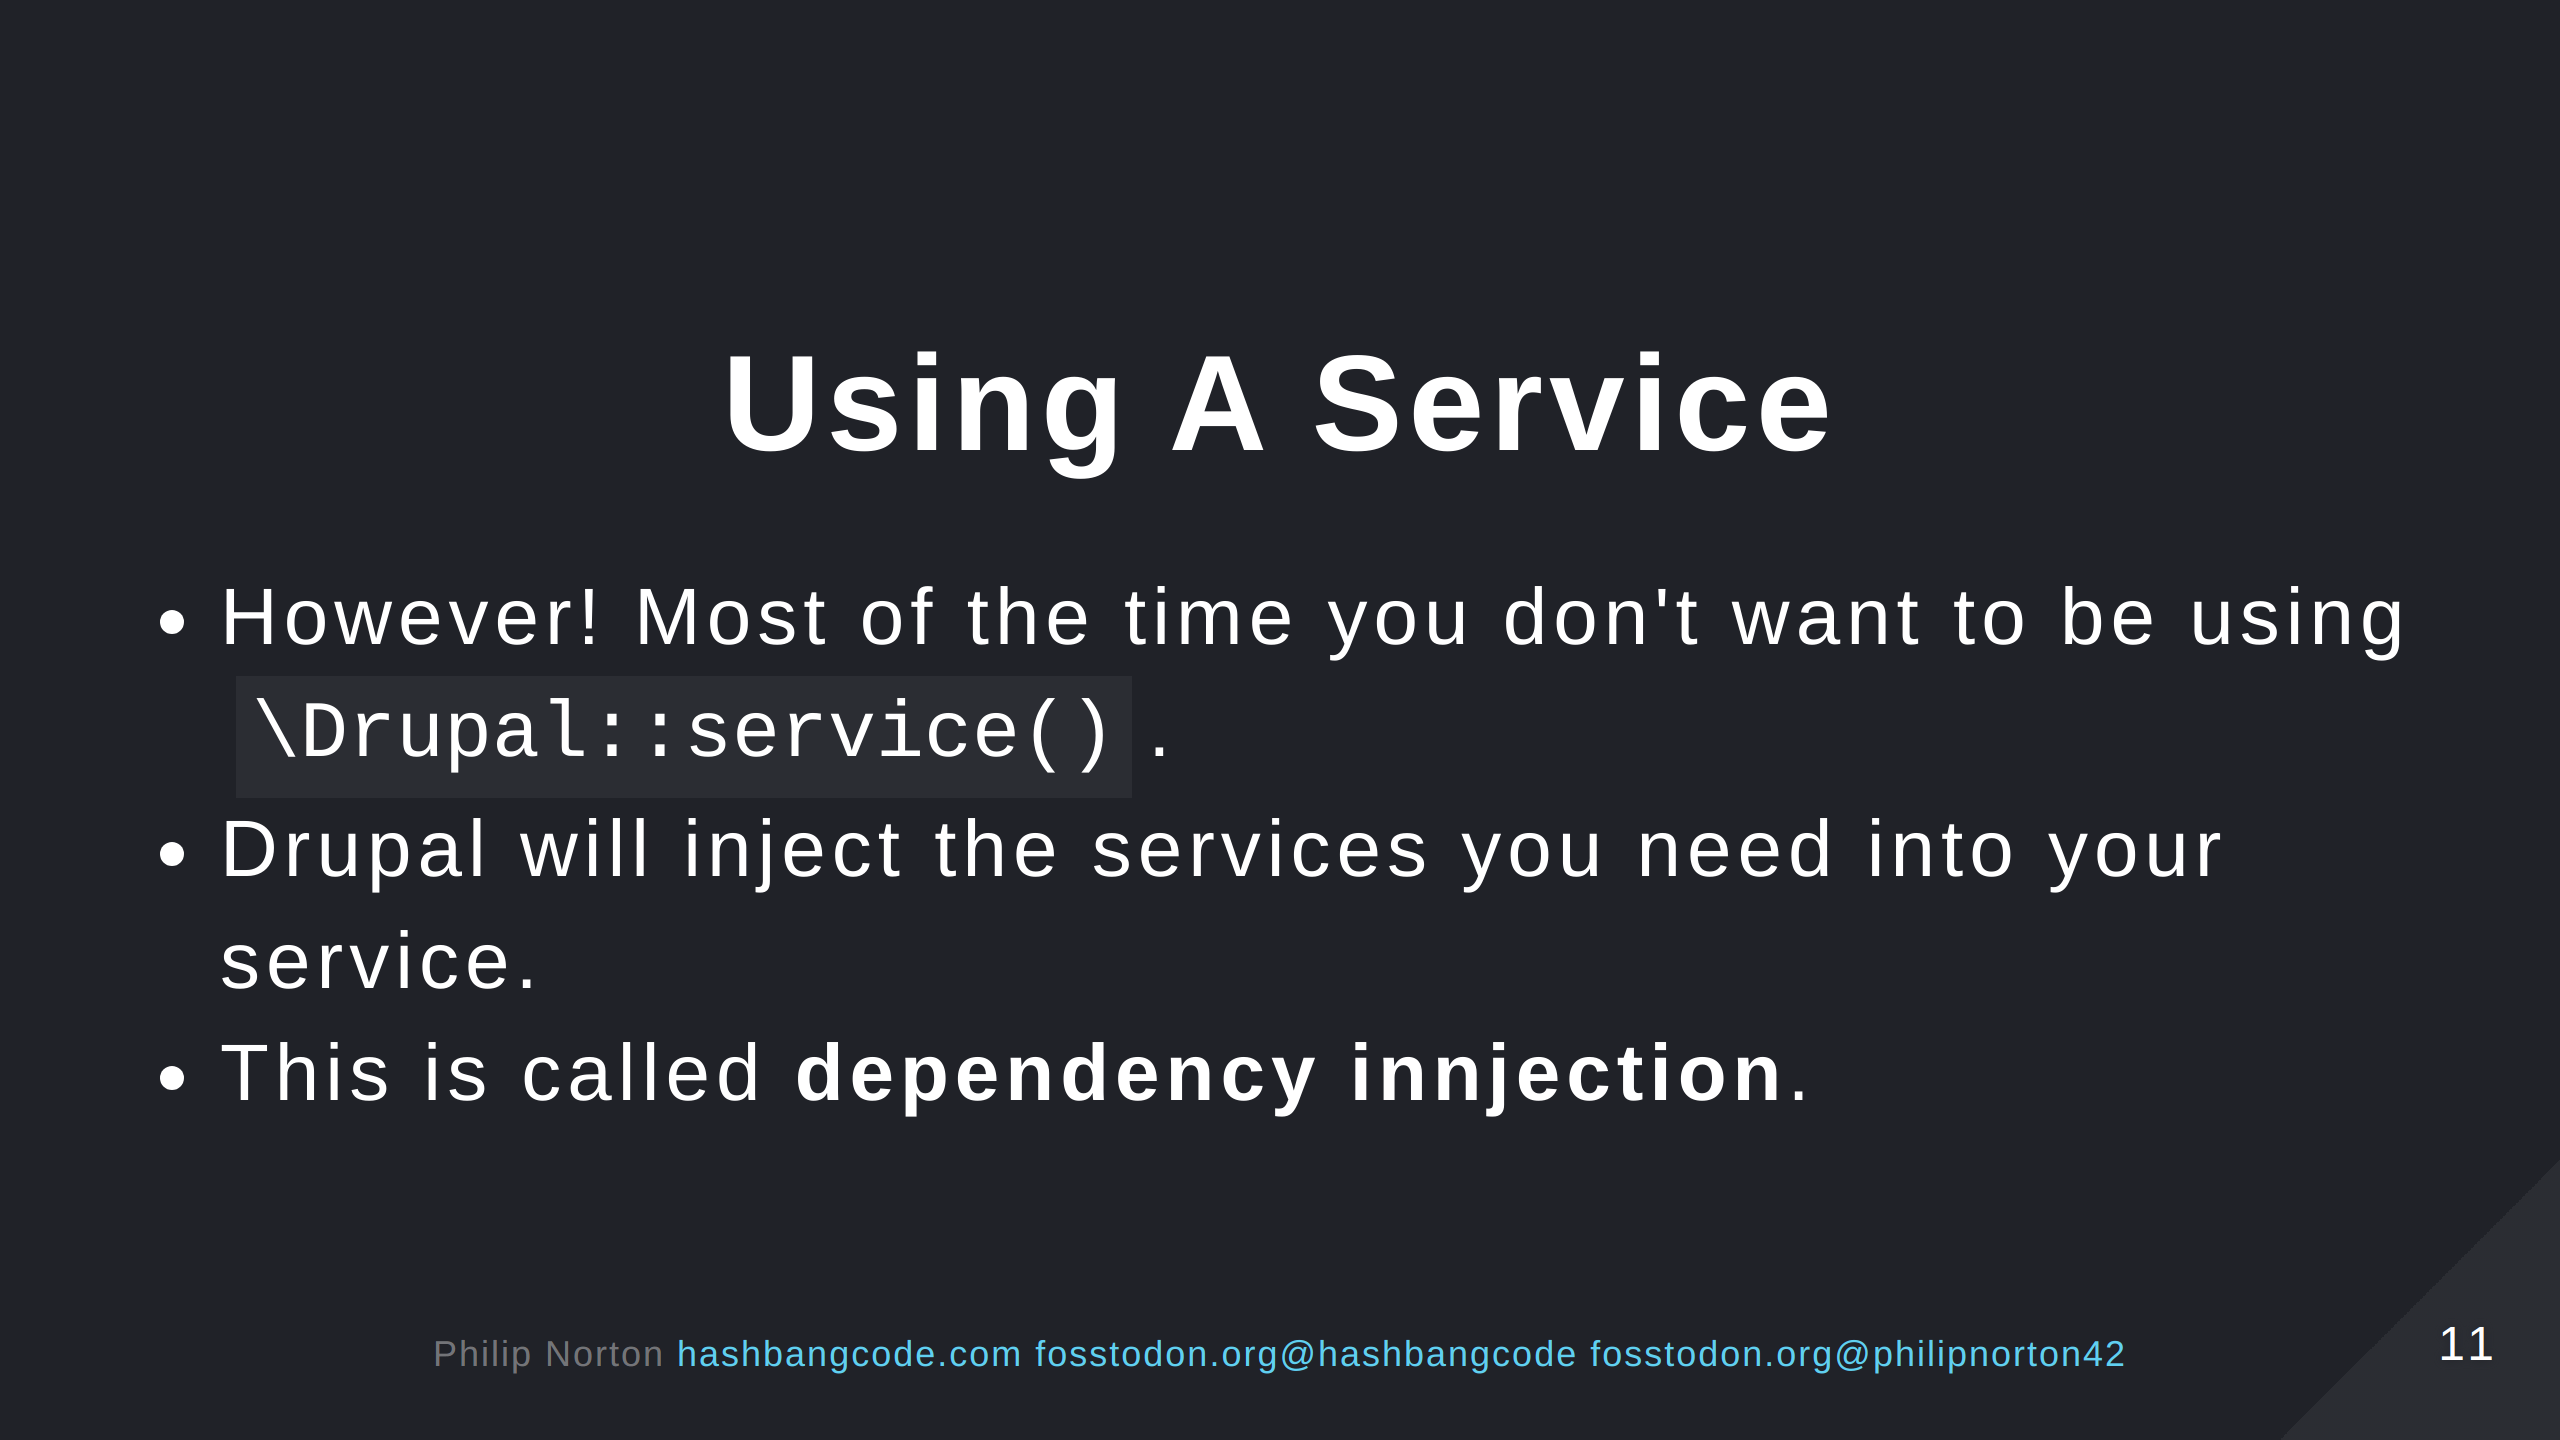 Using A Service
• However! Most of the time you don't want to be using
\Drupal::service() .
• Drupal will inject the services you need into your
service.
• This is called dependency innjection.
Philip Norton hashbangcode.com fosstodon.org@hashbangcode fosstodon.org@philipnorton42
11